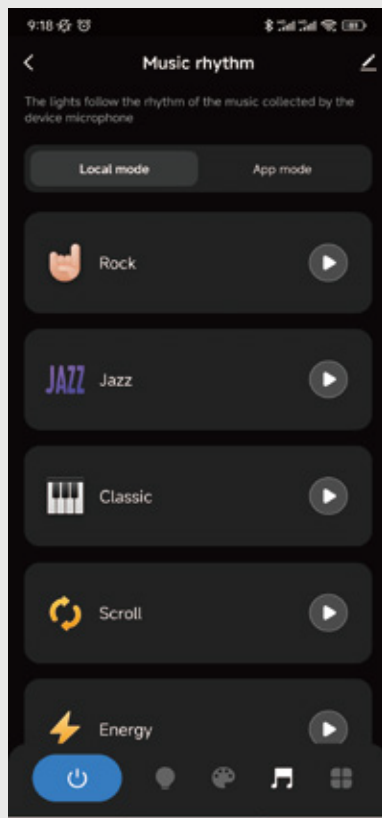 9:18
Music rhythm
The lights follow the rhythm of the music collected by the
device microphone
Local mode App mode
Rock
JAZZ Jazz
Classic
Scroll
Energy